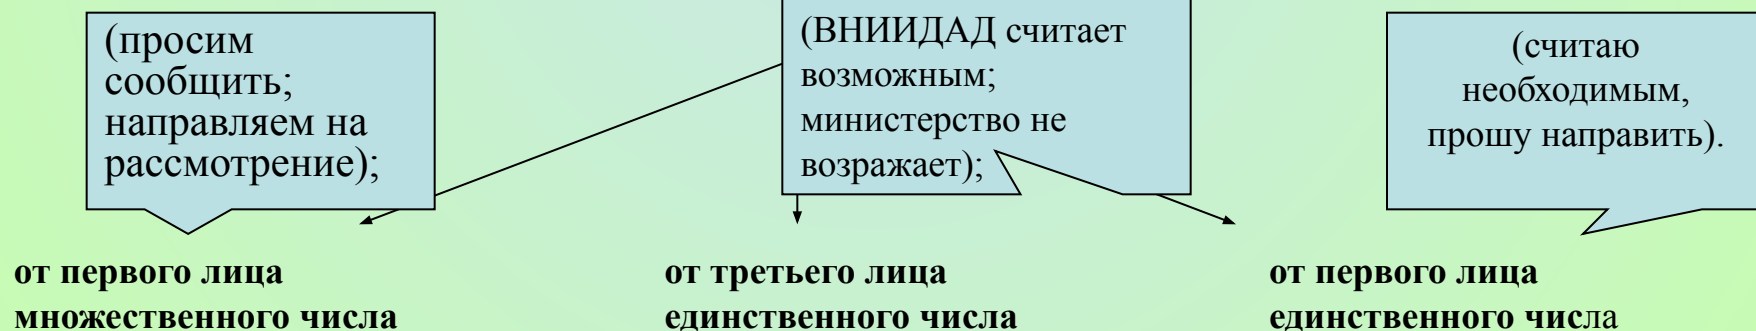 (просим
сообщить;
направляем на
рассмотрение);
(ВНИИДАД считает
возможным;
министерство не
возражает);
(считаю
необходимым,
прошу направить).
от первого лица
множественного числа
от третьего лица
единственного числа
от первого лица
единственного числа